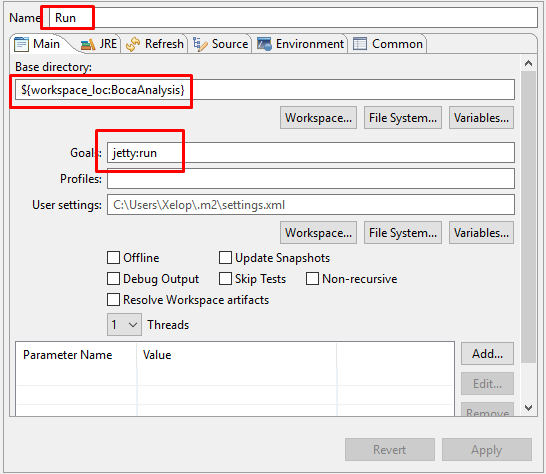 Name: Run
Main JRE Refresh Source Environment Common
Base directory:
${workspace_loc:BocaAnalysis}
Workspace... File System... Variables...
Goals: jetty:run
Profiles:
User settings: C:\Users\Xelop\.m2\settings.xml
Workspace... File System... Variables...
Offline Update Snapshots
Debug Output Skip Tests Non-recursive
Resolve Workspace artifacts
1 Threads
Parameter Name Value Add...
Edit...
Remove
Revert Apply